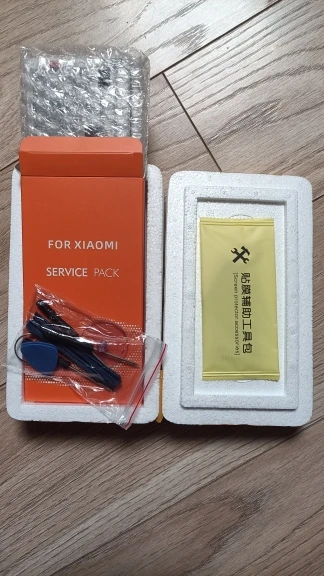 FOR XIAOMI
SERVICE PACK
贴膜辅助工具包
[Screen protector accessories]